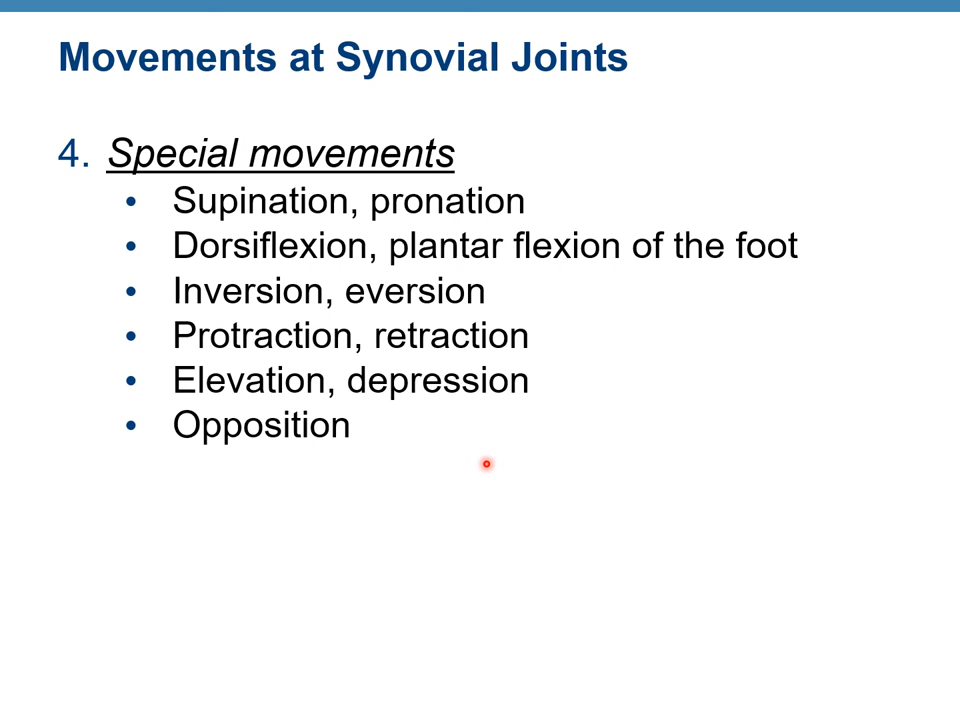 Movements at Synovial Joints
4. Special movements
• Supination, pronation
• Dorsiflexion, plantar flexion of the foot
• Inversion, eversion
• Protraction, retraction
• Elevation, depression
• Opposition